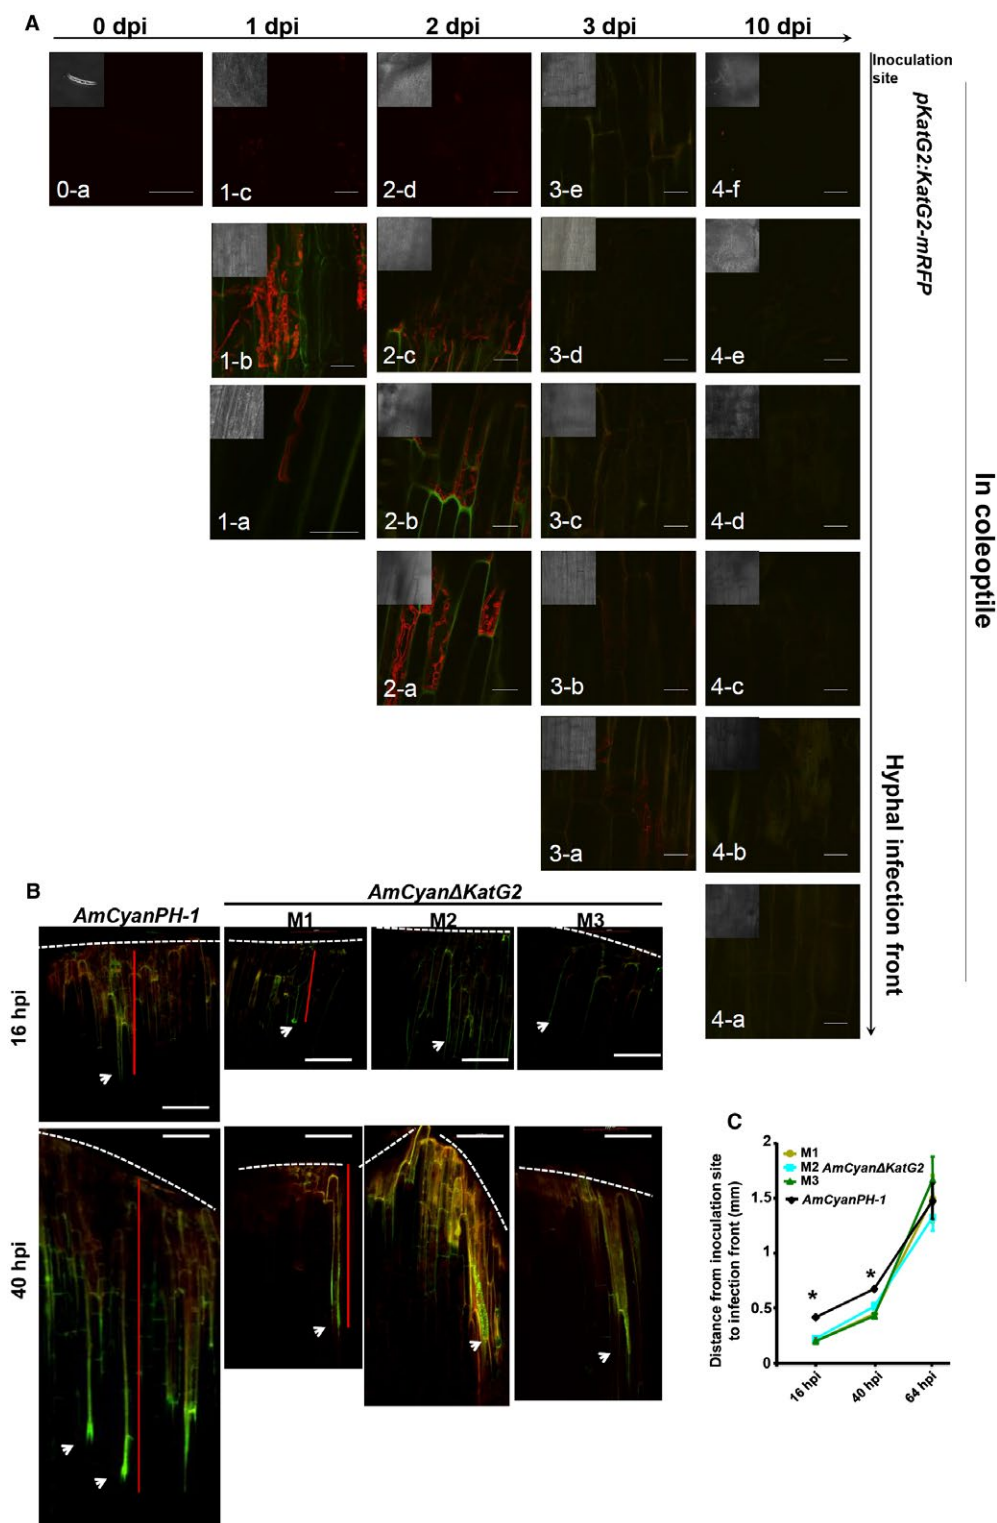 A
0 dpi 1 dpi 2 dpi 3 dpi 10 dpi
Inoculation
site
pKatG2:KatG2-mRFP
In coleoptile
Hyphal infection front
0-a 1-c 2-d 3-e 4-f
1-b 2-c 3-d 4-e
1-a 2-b 3-c 4-d
2-a 3-b 4-c
3-a 4-b
4-a
B
AmCyanΔKatG2
AmCyanPH-1 M1 M2 M3
16 hpi
40 hpi
C
Distance from inoculation site
to infection front (mm)
2
1.5
1
0.5
0
M1
M2 AmCyanΔKatG2
M3
AmCyanPH-1
* *
16 hpi 40 hpi 64 hpi